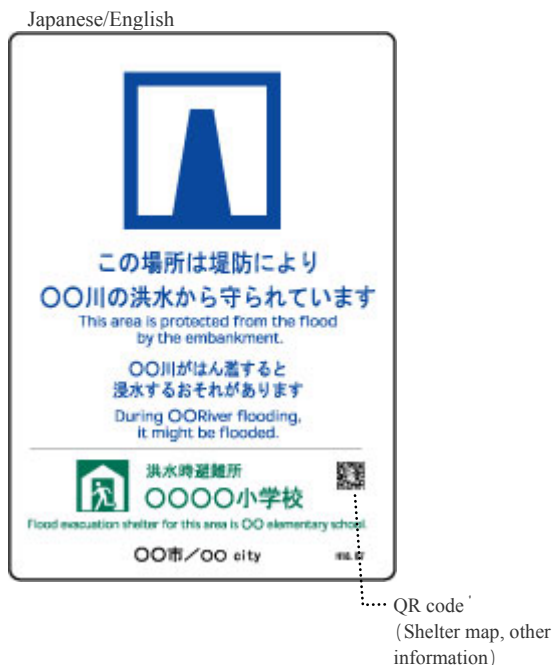 Japanese/English
この場所は堤防により
〇〇川の洪水から守られています
This area is protected from the flood
by the embankment.
〇〇川がはん濫すると
浸水するおそれがあります
During 〇〇River flooding,
it might be flooded.
洪水時避難所
〇〇〇〇小学校
Flood evacuation shelter for this area is 〇〇 elementary school.
〇〇市／oo city
QR code
（Shelter map, other
information）